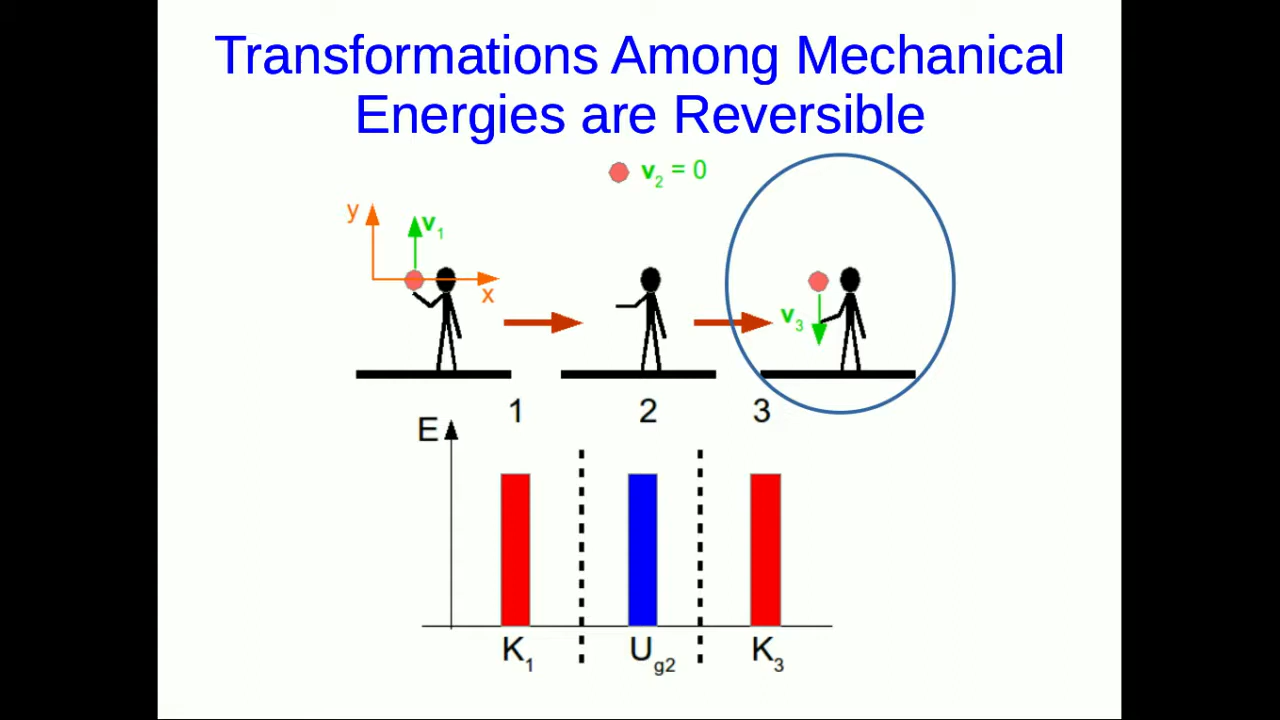 Transformations Among Mechanical
Energies are Reversible
v2 = 0
y
v1
x
v3
1 2 3
E
K1 Ug2 K3